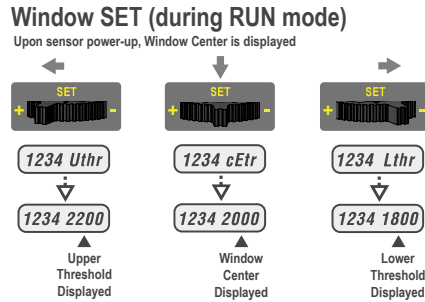 Window SET (during RUN mode)
Upon sensor power-up, Window Center is displayed
SET SET SET
+ - + - + -
1234 Uthr 1234 cEtr 1234 Lthr
1234 2200 1234 2000 1234 1800
Upper Window Lower
Threshold Center Threshold
Displayed Displayed Displayed